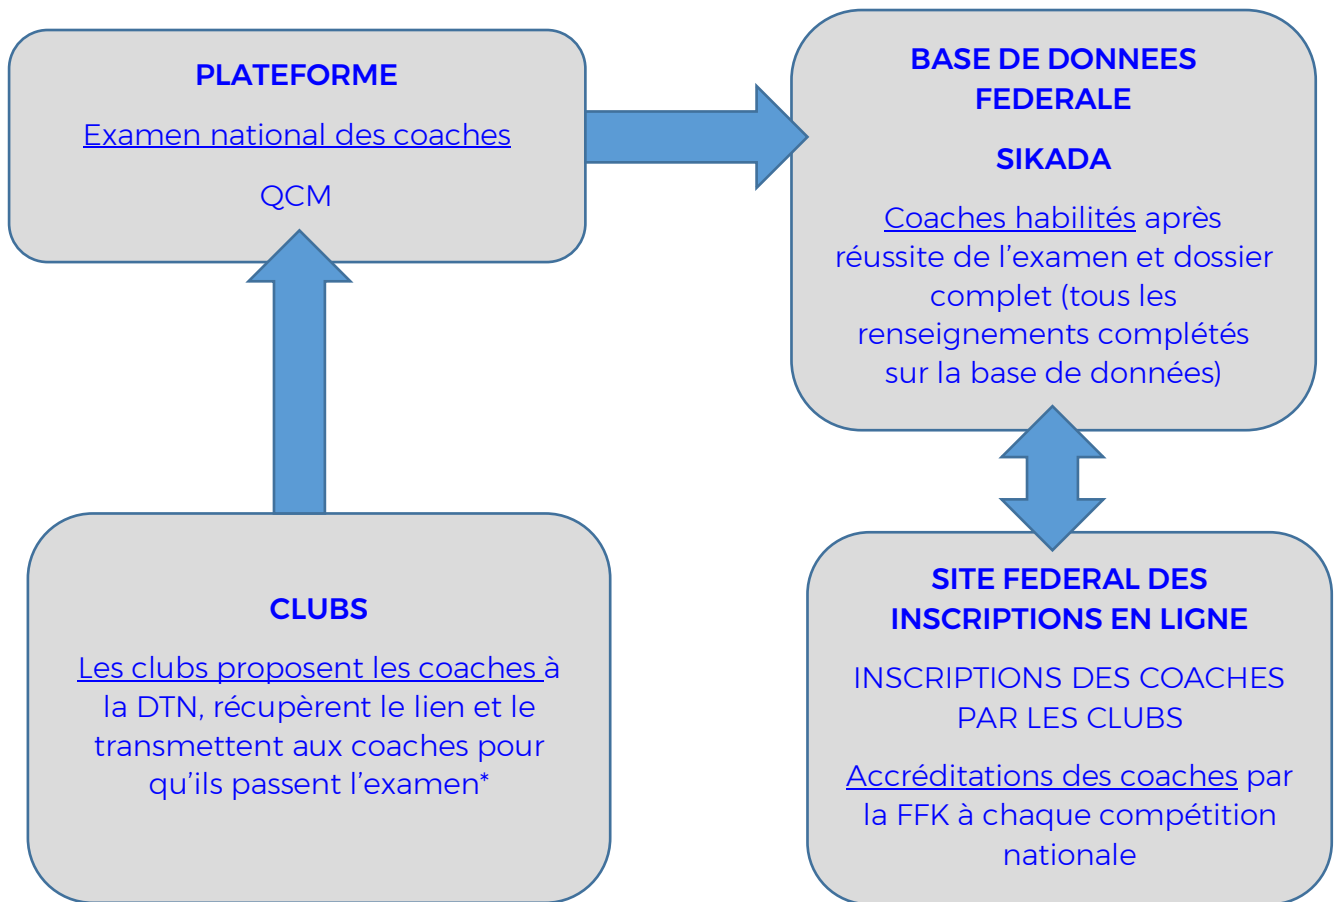 PLATEFORME
Examen national des coaches
QCM
BASE DE DONNEES
FEDERALE
SIKADA
Coaches habilités après
réussite de l’examen et dossier
complet (tous les
renseignements complétés
sur la base de données)
CLUBS
Les clubs proposent les coaches à
la DTN, récupèrent le lien et le
transmettent aux coaches pour
qu’ils passent l’examen*
SITE FEDERAL DES
INSCRIPTIONS EN LIGNE
INSCRIPTIONS DES COACHES
PAR LES CLUBS
Accréditations des coaches par
la FFK à chaque compétition
nationale